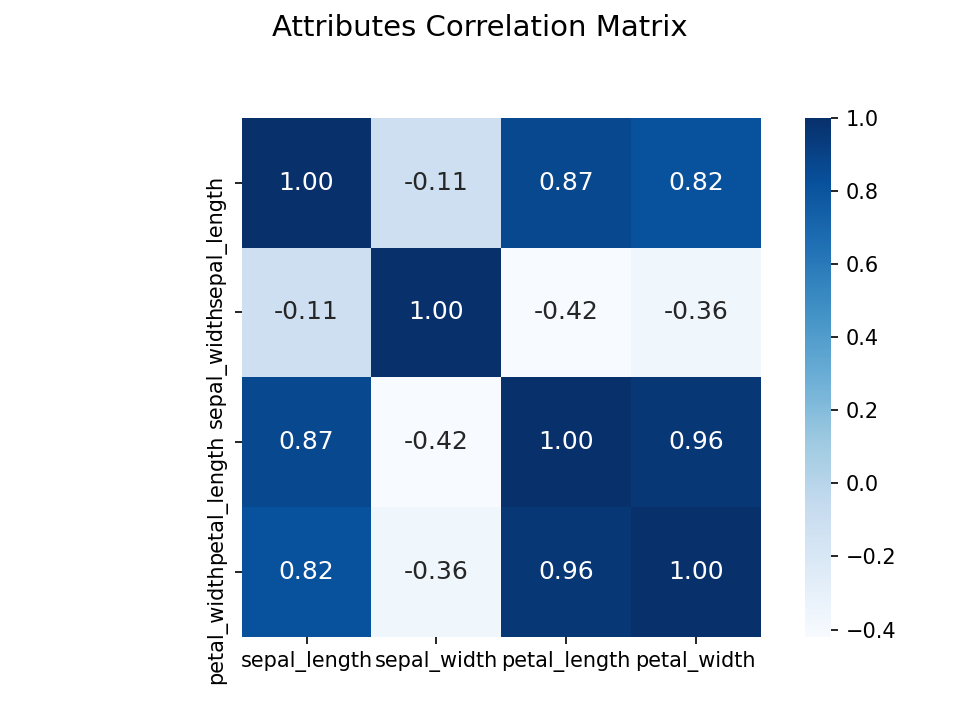 Attributes Correlation Matrix
1.00 -0.11 0.87 0.82
-0.11 1.00 -0.42 -0.36
0.87 -0.42 1.00 0.96
0.82 -0.36 0.96 1.00
sepal_length
sepal_width
petal_length
petal_width
sepal_length sepal_width petal_length petal_width
1.0
0.8
0.6
0.4
0.2
0.0
−0.2
−0.4